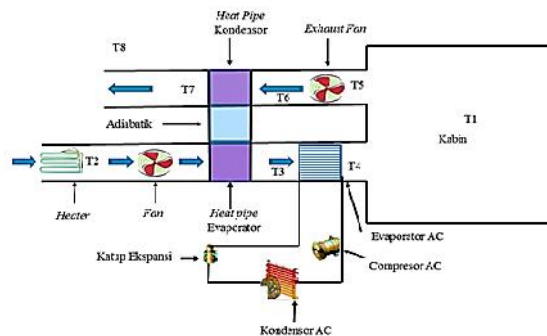 Heat Pipe
Kondensor
Exhaust Fan
T8
T7
T6
T5
T1
Kabin
Adiabatik
T2
T3
T4
Heater
Fan
Heat pipe
Evaporator
Evaporator AC
Katup Ekspansi
Compresor AC
Kondensor AC